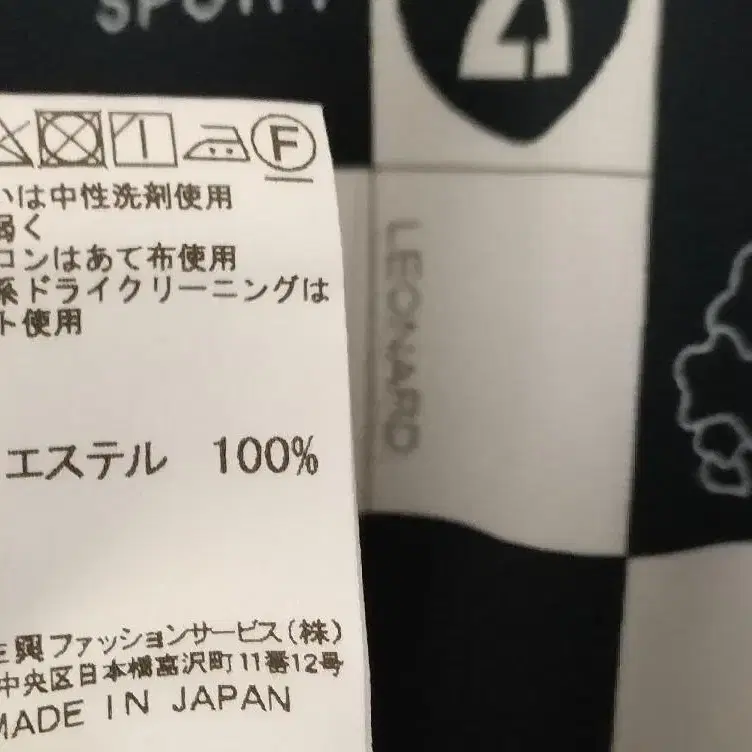 SPORT
F
いは中性洗剤使用
弱く
コンはあて布使用
系ドライクリーニングは
ト使用
エステル 100%
LEONARD
興ファッションサービス(株)
中央区日本橋富沢町11番12号
MADE IN JAPAN